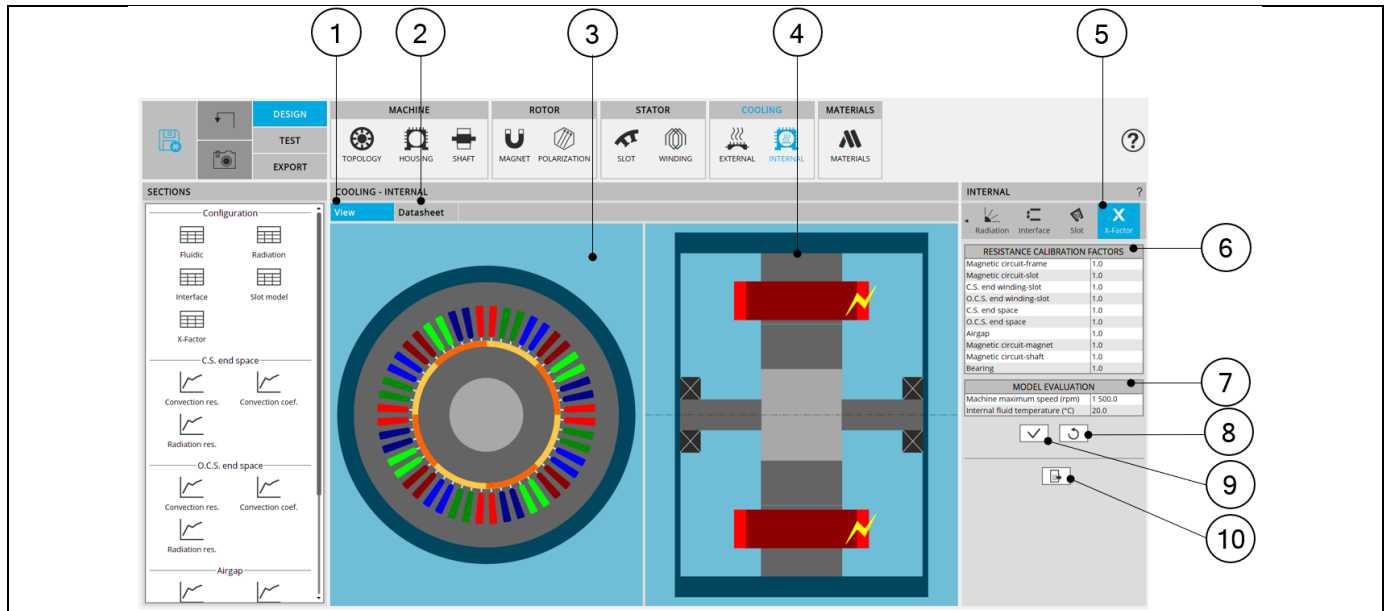 1 2 3 4 5
MACHINE ROTOR STATOR COOLING MATERIALS
DESIGN
TEST
EXPORT
TOPOLOGY HOUSING SHAFT MAGNET POLARIZATION SLOT WINDING EXTERNAL INTERNAL MATERIALS
?
SECTIONS
Configuration
Fluidic Radiation
Interface Slot model
X-Factor
C.S. end space
Convection res. Convection coef.
Radiation res.
O.C.S. end space
Convection res. Convection coef.
Radiation res.
Airgap
COOLING - INTERNAL
View Datasheet
INTERNAL ?
Radiation Interface Slot X X-Factor
RESISTANCE CALIBRATION FACTORS
Magnetic circuit-frame 1.0
Magnetic circuit-slot 1.0
C.S. end winding-slot 1.0
O.C.S. end winding-slot 1.0
C.S. end space 1.0
O.C.S. end space 1.0
Airgap 1.0
Magnetic circuit-magnet 1.0
Magnetic circuit-shaft 1.0
Bearing 1.0
MODEL EVALUATION
Machine maximum speed (rpm) 1 500.0
Internal fluid temperature (°C) 20.0
6
7
8
9
10